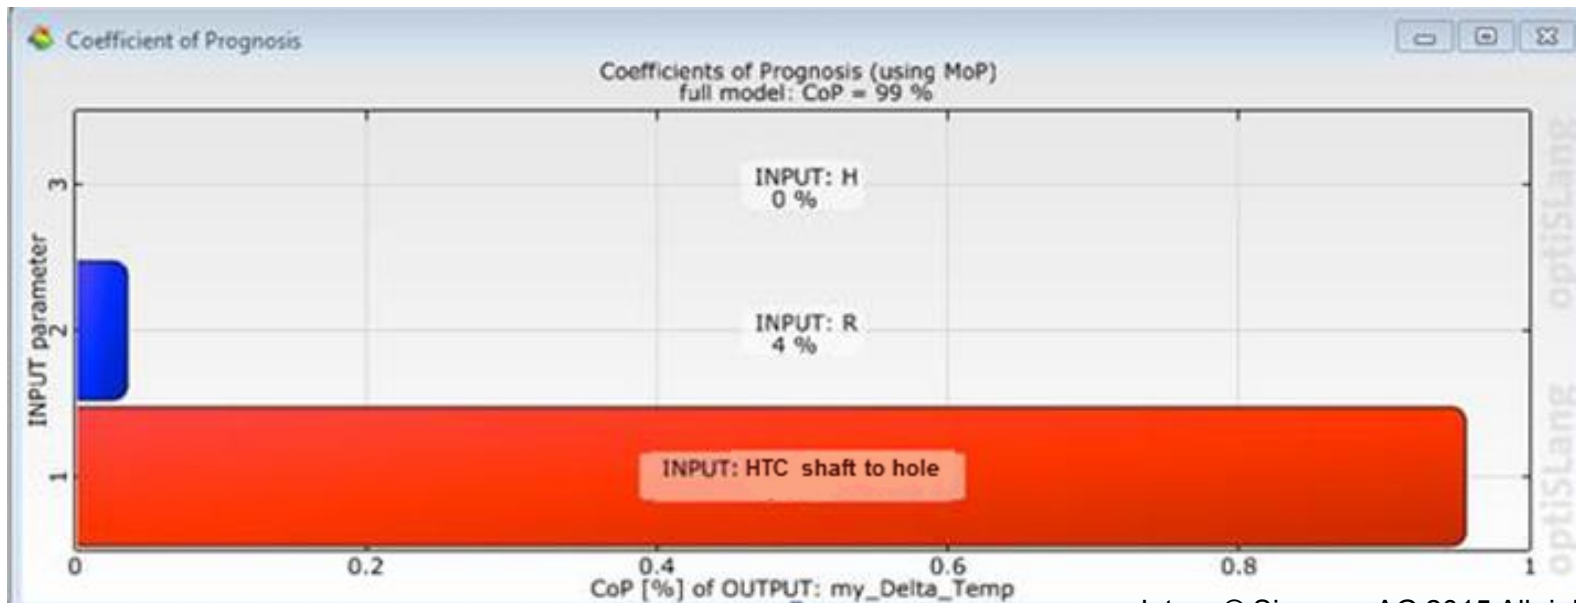 Coefficient of Prognosis
Coefficients of Prognosis (using MoP)
full model: CoP = 99 %
INPUT parameter
3
INPUT: H
0 %
2
INPUT: R
4 %
1
INPUT: HTC shaft to hole
0 0.2 0.4 0.6 0.8 1
CoP [%] of OUTPUT: my_Delta_Temp
optiSLang
optiSLang